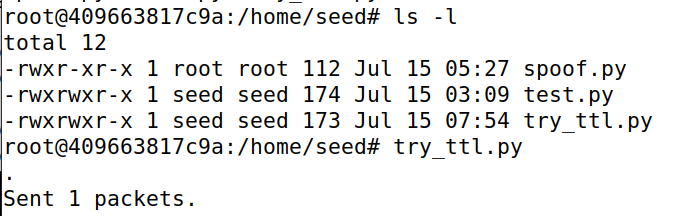 root@409663817c9a:/home/seed# ls -l
total 12
-rwxr-xr-x 1 root root 112 Jul 15 05:27 spoof.py
-rwxrwxr-x 1 seed seed 174 Jul 15 03:09 test.py
-rwxrwxr-x 1 seed seed 173 Jul 15 07:54 try_ttl.py
root@409663817c9a:/home/seed# try_ttl.py
.
Sent 1 packets.